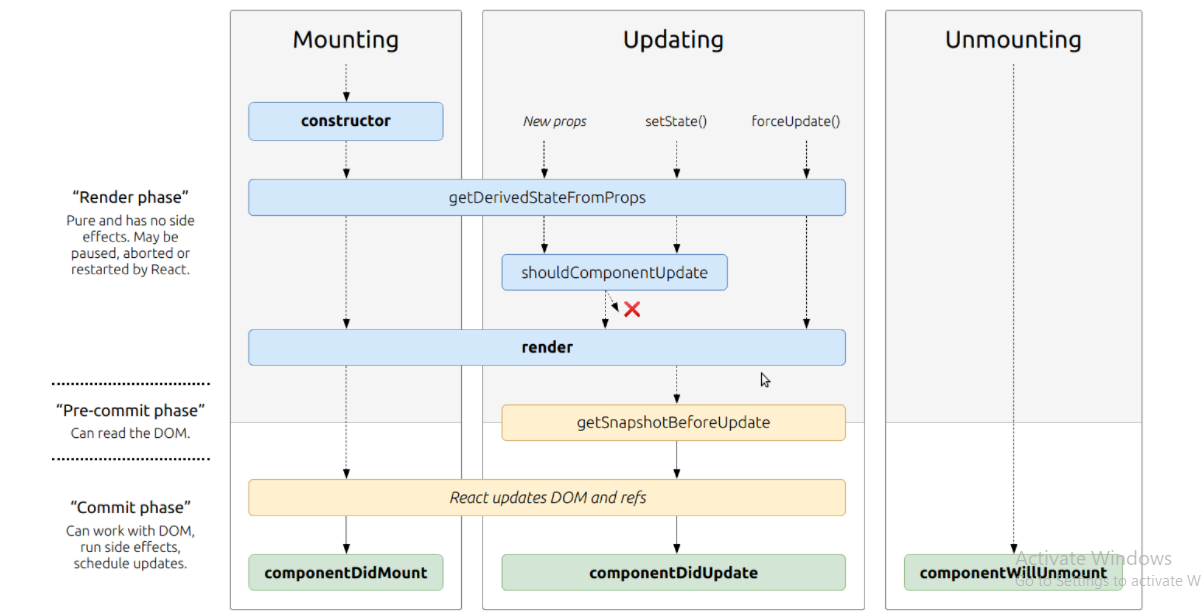 Mounting
Updating
Unmounting
constructor
New props
setState()
forceUpdate()
“Render phase”
Pure and has no side
effects. May be
paused, aborted or
restarted by React.
getDerivedStateFromProps
shouldComponentUpdate
render
“Pre-commit phase”
Can read the DOM.
getSnapshotBeforeUpdate
“Commit phase”
Can work with DOM,
run side effects,
schedule updates.
React updates DOM and refs
componentDidMount
componentDidUpdate
componentWillUnmount
Activate Windows
Go to Settings to activate W